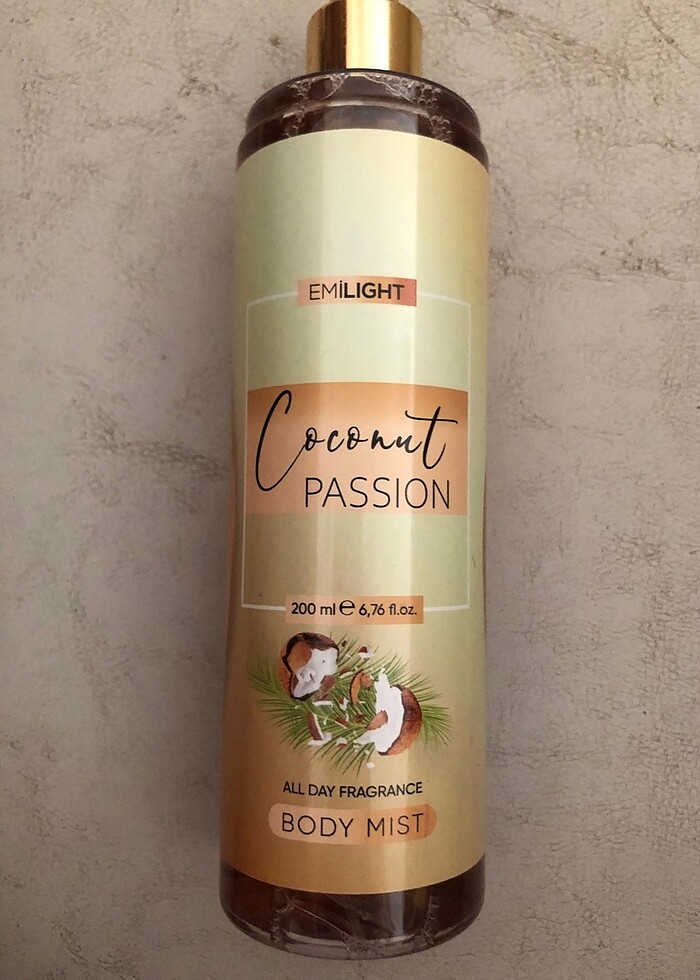 EMİLIGHT
Coconut
PASSION
200 ml ℮ 6,76 fl.oz.
ALL DAY FRAGRANCE
BODY MIST